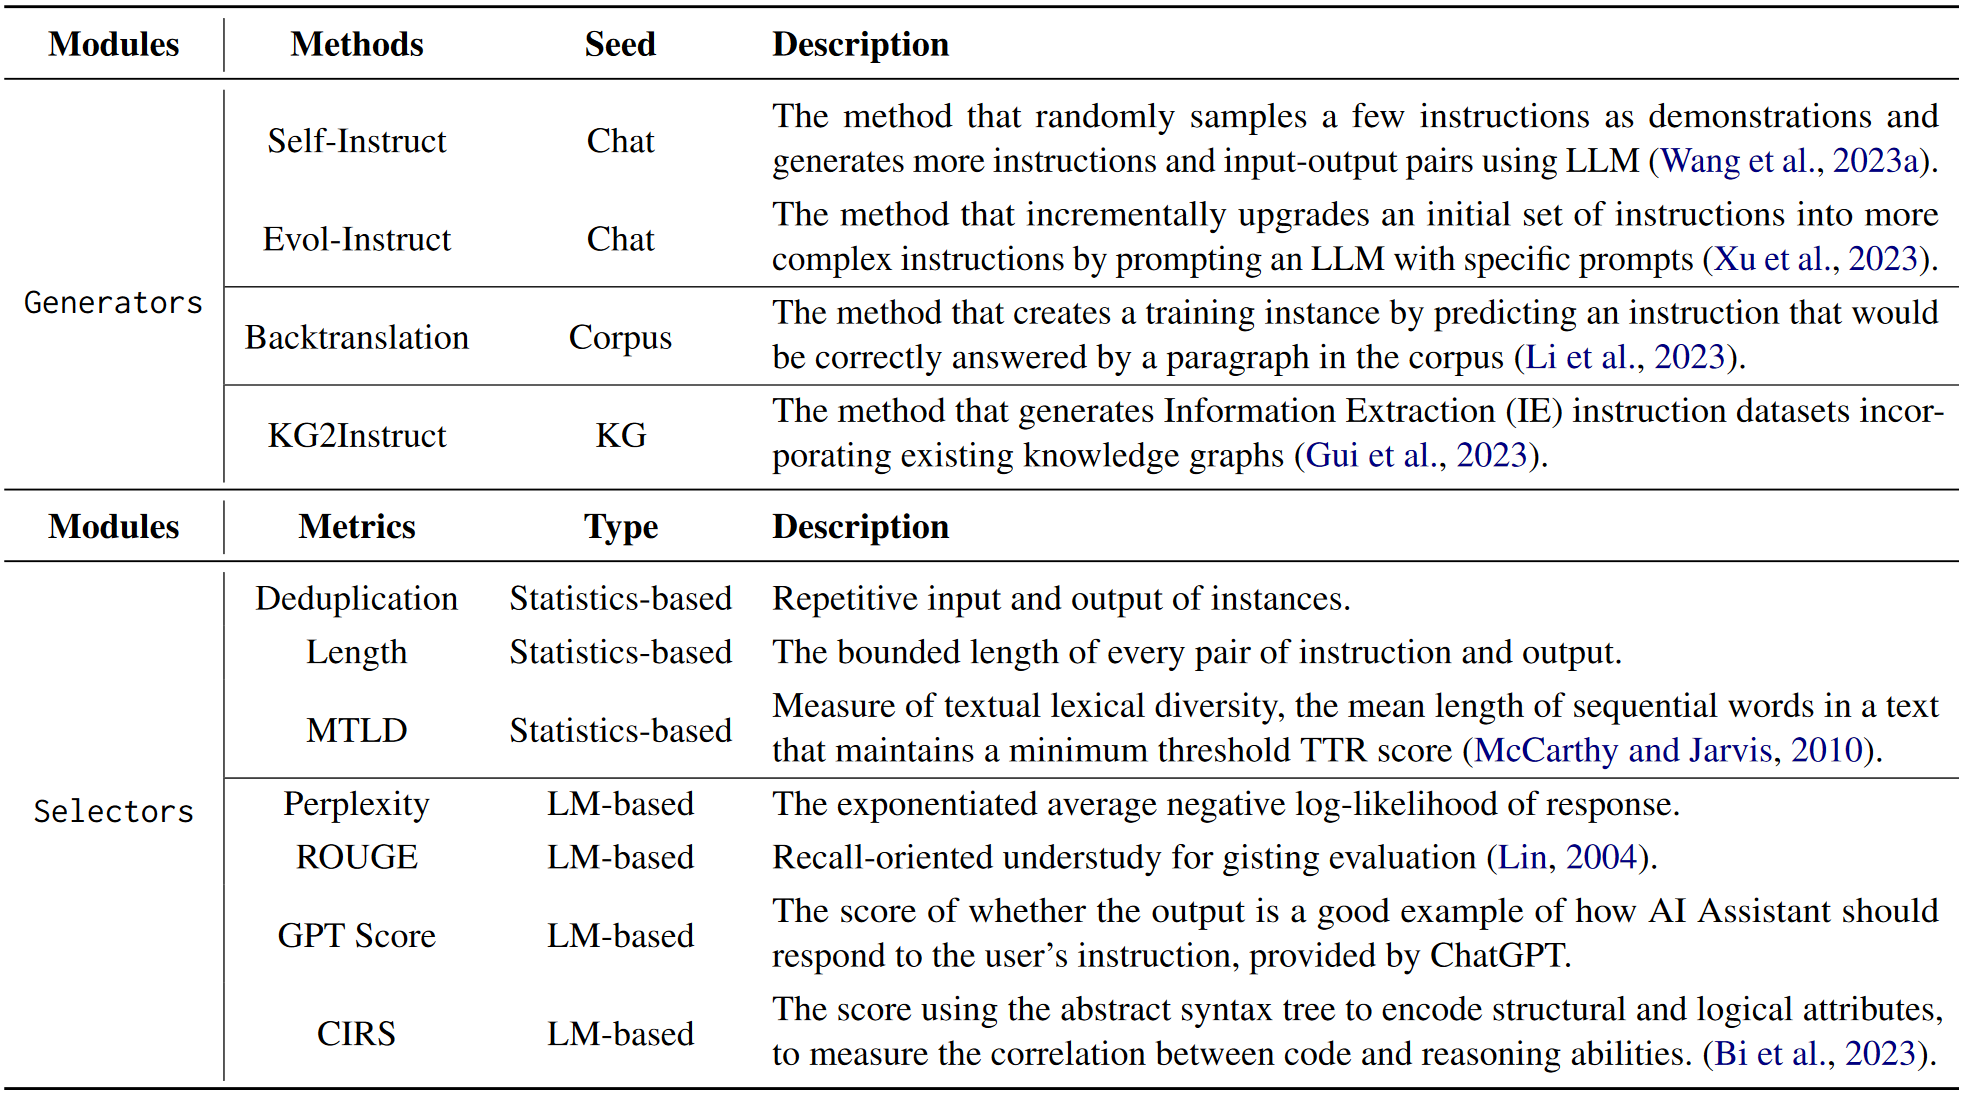 Modules Methods Seed Description
The method that randomly samples a few instructions as demonstrations and
Self-Instruct Chat
generates more instructions and input-output pairs using LLM (Wang et al., 2023a).
The method that incrementally upgrades an initial set of instructions into more
Evol-Instruct Chat
complex instructions by prompting an LLM with specific prompts (Xu et al., 2023).
Generators
The method that creates a training instance by predicting an instruction that would
Backtranslation Corpus
be correctly answered by a paragraph in the corpus (Li et al., 2023).
The method that generates Information Extraction (IE) instruction datasets incor-
KG2Instruct KG
porating existing knowledge graphs (Gui et al., 2023).
Modules Metrics Type Description
Deduplication Statistics-based Repetitive input and output of instances.
Length Statistics-based The bounded length of every pair of instruction and output.
Measure of textual lexical diversity, the mean length of sequential words in a text
MTLD Statistics-based
that maintains a minimum threshold TTR score (McCarthy and Jarvis, 2010).
Perplexity LM-based The exponentiated average negative log-likelihood of response.
Selectors
ROUGE LM-based Recall-oriented understudy for gisting evaluation (Lin, 2004).
The score of whether the output is a good example of how AI Assistant should
GPT Score LM-based
respond to the user's instruction, provided by ChatGPT.
The score using the abstract syntax tree to encode structural and logical attributes,
CIRS LM-based
to measure the correlation between code and reasoning abilities. (Bi et al., 2023).